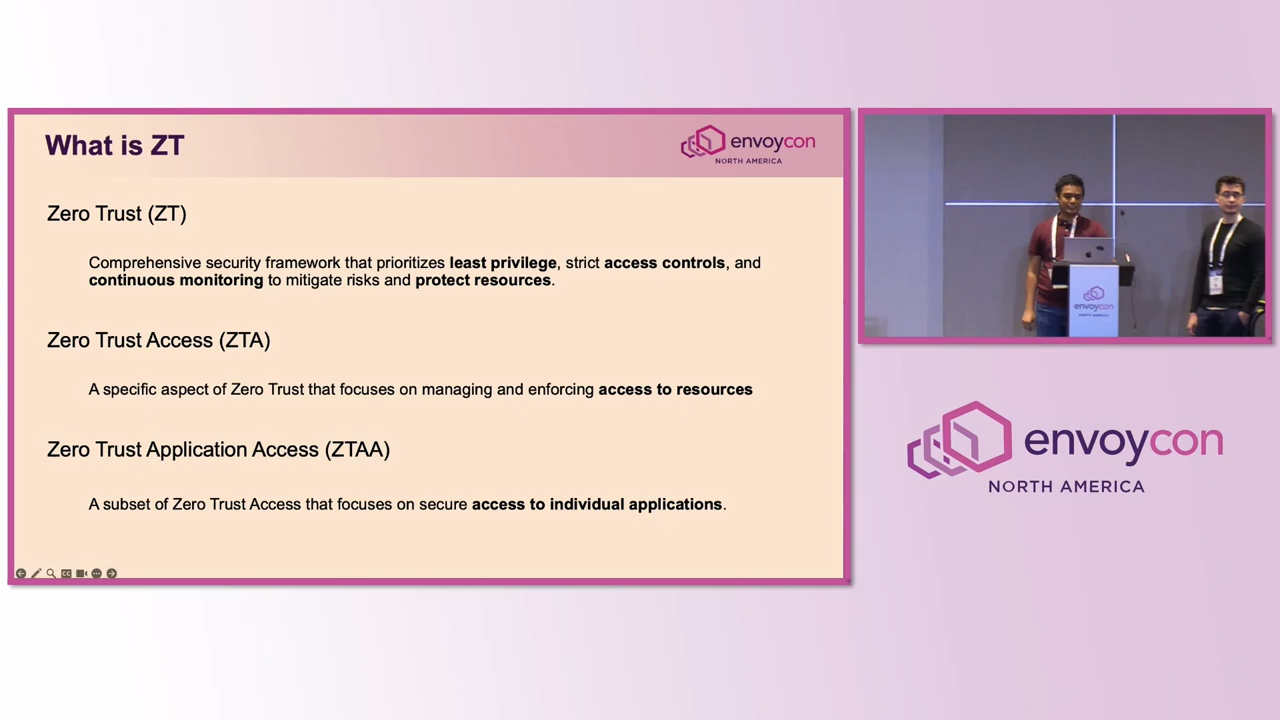 What is ZT
envoycon
NORTH AMERICA
Zero Trust (ZT)
Comprehensive security framework that prioritizes least privilege, strict access controls, and
continuous monitoring to mitigate risks and protect resources.
Zero Trust Access (ZTA)
A specific aspect of Zero Trust that focuses on managing and enforcing access to resources
Zero Trust Application Access (ZTAA)
A subset of Zero Trust Access that focuses on secure access to individual applications.
envoycon
NORTH AMERICA
envoycon
NORTH AMERICA